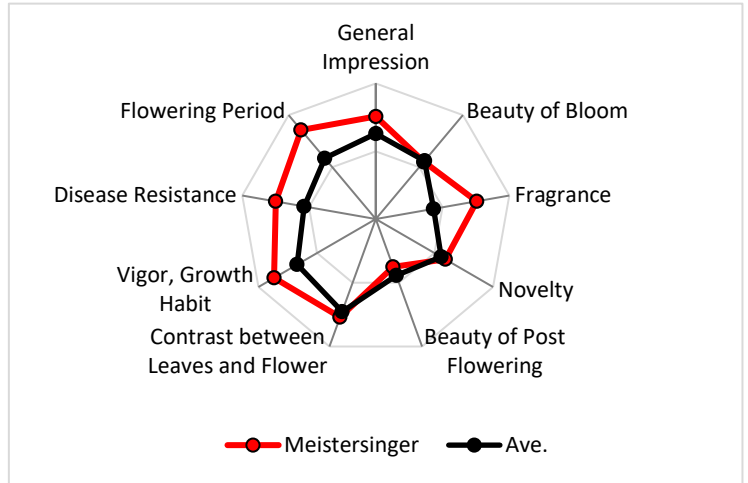 General
Impression
Beauty of Bloom
Fragrance
Novelty
Beauty of Post
Flowering
Contrast between
Leaves and Flower
Vigor, Growth
Habit
Disease Resistance
Flowering Period
Meistersinger
Ave.